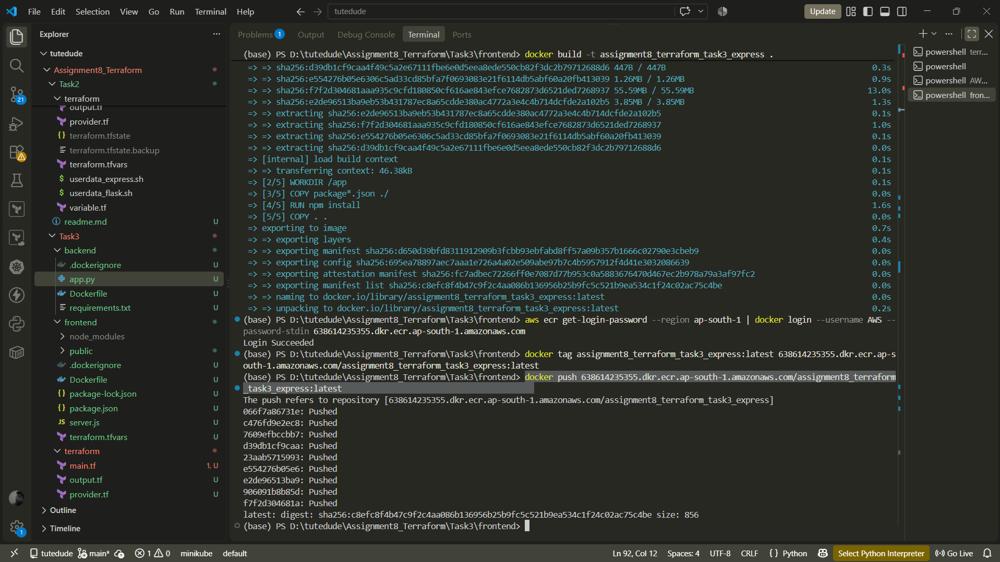 File Edit Selection View Go Run Terminal Help
tutedude
Update
Explorer
tutedude
Assignment8_Terraform
Task2
terraform
output.tf
provider.tf
{} terraform.tfstate
terraform.tfstate.backup
terraform.tfvars
$ userdata_express.sh
$ userdata_flask.sh
variable.tf
readme.md U
Task3
backend
.dockerignore U
app.py U
Dockerfile U
requirements.txt U
frontend
node_modules
public
.dockerignore U
Dockerfile U
{} package-lock.json U
{} package.json U
JS server.js U
terraform.tfvars U
terraform
main.tf 1, U
output.tf U
provider.tf U
Outline
Timeline
21
1
Problems 1 Output Debug Console Terminal Ports
(base) PS D:\tutedude\Assignment8_Terraform\Task3\frontend> docker build -t assignment8_terraform_task3_express .
=> => sha256:d39db1cf9caa4f49c5a2e67111fbe6e0d5eea8ede550cb82f3dc2b79712688d6 447B / 447B 0.3s
=> => sha256:e554276b05e6306c5ad33cd85bfa7f0693083e21f6114db5abf60a20fb413039 1.26MB / 1.26MB 0.9s
=> => sha256:f7f2d304681aaa935c9cfd180850cf616ae843efce7682873d6521ded7268937 55.59MB / 55.59MB 13.0s
=> => sha256:e2de96513ba9eb53b431787ec8a65cdde380ac4772a3e4c4b714dcfde2a102b5 3.85MB / 3.85MB 1.3s
=> => extracting sha256:e2de96513ba9eb53b431787ec8a65cdde380ac4772a3e4c4b714dcfde2a102b5 0.1s
=> => extracting sha256:f7f2d304681aaa935c9cfd180850cf616ae843efce7682873d6521ded7268937 1.0s
=> => extracting sha256:e554276b05e6306c5ad33cd85bfa7f0693083e21f6114db5abf60a20fb413039 0.1s
=> => extracting sha256:d39db1cf9caa4f49c5a2e67111fbe6e0d5eea8ede550cb82f3dc2b79712688d6 0.0s
=> [internal] load build context 0.1s
=> => transferring context: 46.38kB 0.1s
=> [2/5] WORKDIR /app 0.1s
=> [3/5] COPY package*.json ./ 0.0s
=> [4/5] RUN npm install 1.6s
=> [5/5] COPY . . 0.0s
=> exporting to image 0.7s
=> => exporting layers 0.4s
=> => exporting manifest sha256:d650d39bfd8311912909b3fcbb93ebfabd8ff57a09b357b1666c02790e3cbeb9 0.0s
=> => exporting config sha256:695ea78897aec7aaa1e726a4a02e509abe97b7c4b5957912f4d41e3032086639 0.0s
=> => exporting attestation manifest sha256:fc7adbec72266ff0e7087d77b953c0a5883676470d467ec2b978a79a3af97fc2 0.0s
=> => exporting manifest list sha256:c8efc8f4b47c9f2c4aa086b136956b25b9fc5c521b9ea534c1f24c02ac75c4be 0.0s
=> => naming to docker.io/library/assignment8_terraform_task3_express:latest 0.0s
=> => unpacking to docker.io/library/assignment8_terraform_task3_express:latest 0.2s
(base) PS D:\tutedude\Assignment8_Terraform\Task3\frontend> aws ecr get-login-password --region ap-south-1 | docker login --username AWS --
password-stdin 638614235355.dkr.ecr.ap-south-1.amazonaws.com
Login Succeeded
(base) PS D:\tutedude\Assignment8_Terraform\Task3\frontend> docker tag assignment8_terraform_task3_express:latest 638614235355.dkr.ecr.ap-s
outh-1.amazonaws.com/assignment8_terraform_task3_express:latest
(base) PS D:\tutedude\Assignment8_Terraform\Task3\frontend> docker push 638614235355.dkr.ecr.ap-south-1.amazonaws.com/assignment8_terraform
_task3_express:latest
The push refers to repository [638614235355.dkr.ecr.ap-south-1.amazonaws.com/assignment8_terraform_task3_express]
066f7a86731e: Pushed
c476fd9e2ec8: Pushed
7609efbccbb7: Pushed
d39db1cf9caa: Pushed
23aab5715993: Pushed
e554276b05e6: Pushed
e2de96513ba9: Pushed
906091b8b85d: Pushed
f7f2d304681a: Pushed
latest: digest: sha256:c8efc8f4b47c9f2c4aa086b136956b25b9fc5c521b9ea534c1f24c02ac75c4be size: 856
(base) PS D:\tutedude\Assignment8_Terraform\Task3\frontend>
powershell terr...
powershell
powershell AW...
powershell fron...
tutedude main* 1 0 minikube default Ln 92, Col 12 Spaces: 4 UTF-8 CRLF {} Python Select Python Interpreter Go Live